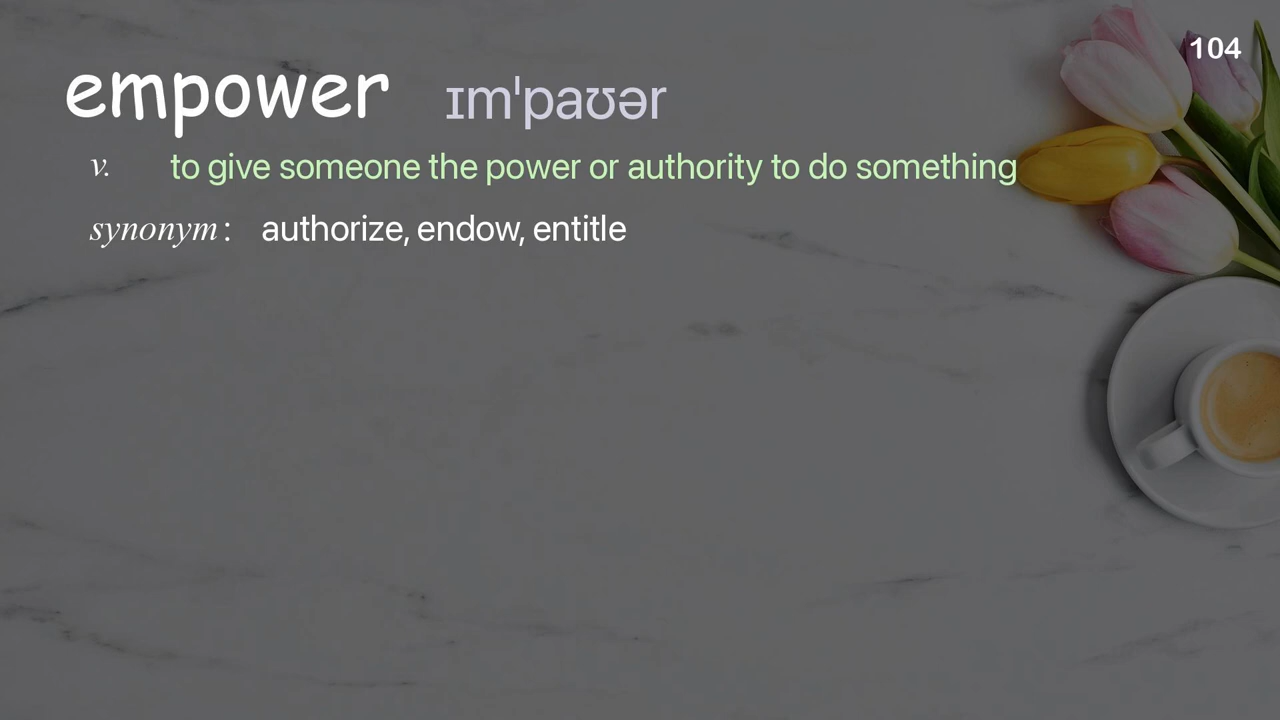 104
empower ɪmˈpaʊər
v. to give someone the power or authority to do something
synonym: authorize, endow, entitle